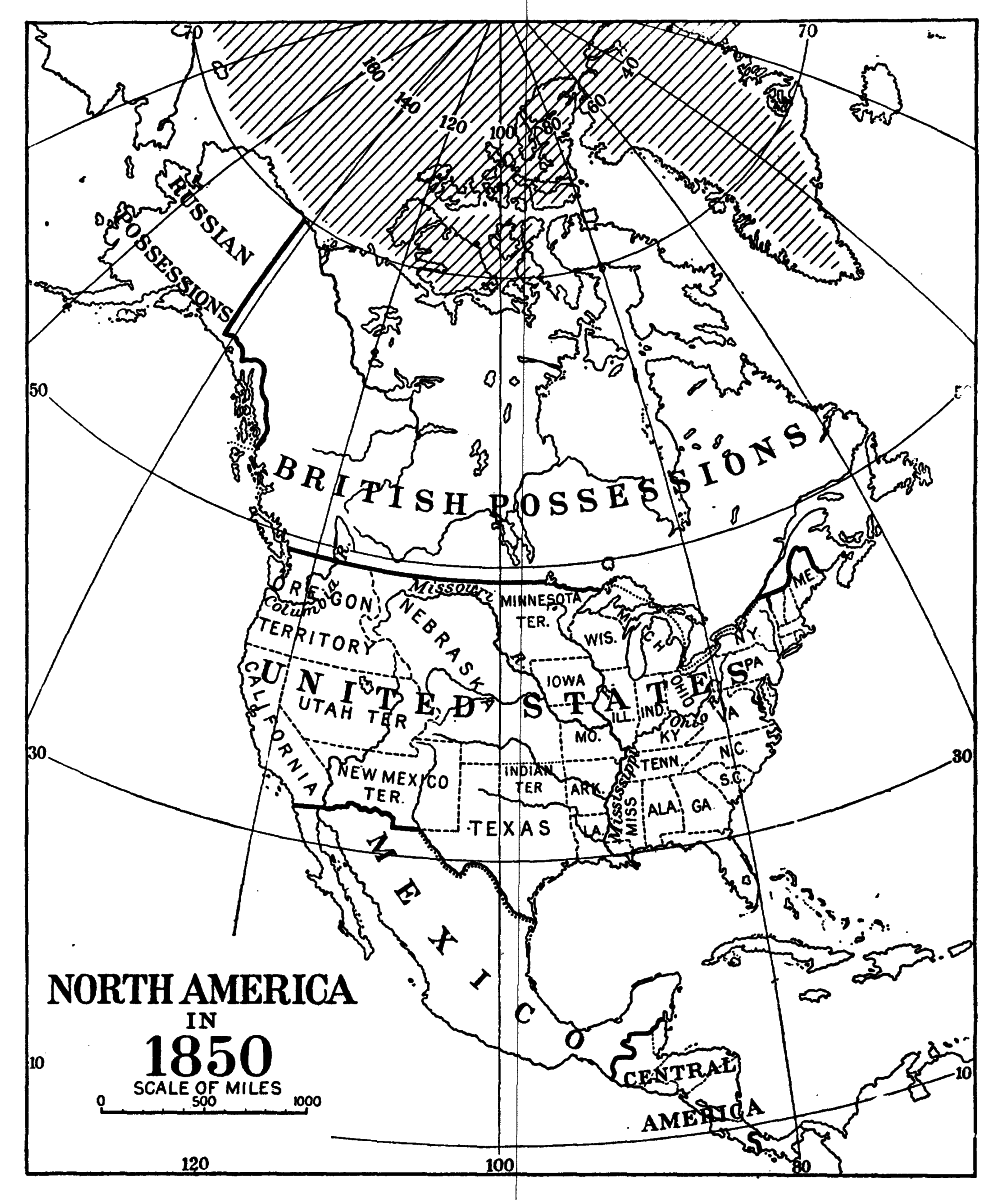 70
70
160
140
120
100
80
60
40
RUSSIAN
POSSESSIONS
50
BRITISH POSSESSIONS
OREGON
TERRITORY
Columbia
Missouri
NEBRASKA
MINNESOTA
TER.
WIS.
MICH.
ME.
N.Y.
PA
IOWA
ILL.
IND.
OHIO
Ohio R
VA
UNITED STATES
CALIFORNIA
UTAH TER
MO.
KY
N.C
TENN.
S.C.
30
30
NEW MEXICO
TER.
INDIAN
TER
ARK.
Mississippi
MISS
ALA.
GA.
TEXAS
LA.
MEXICO
NORTH AMERICA
IN
1850
SCALE OF MILES
0 500 1000
10
10
CENTRAL
AMERICA
120
100
80